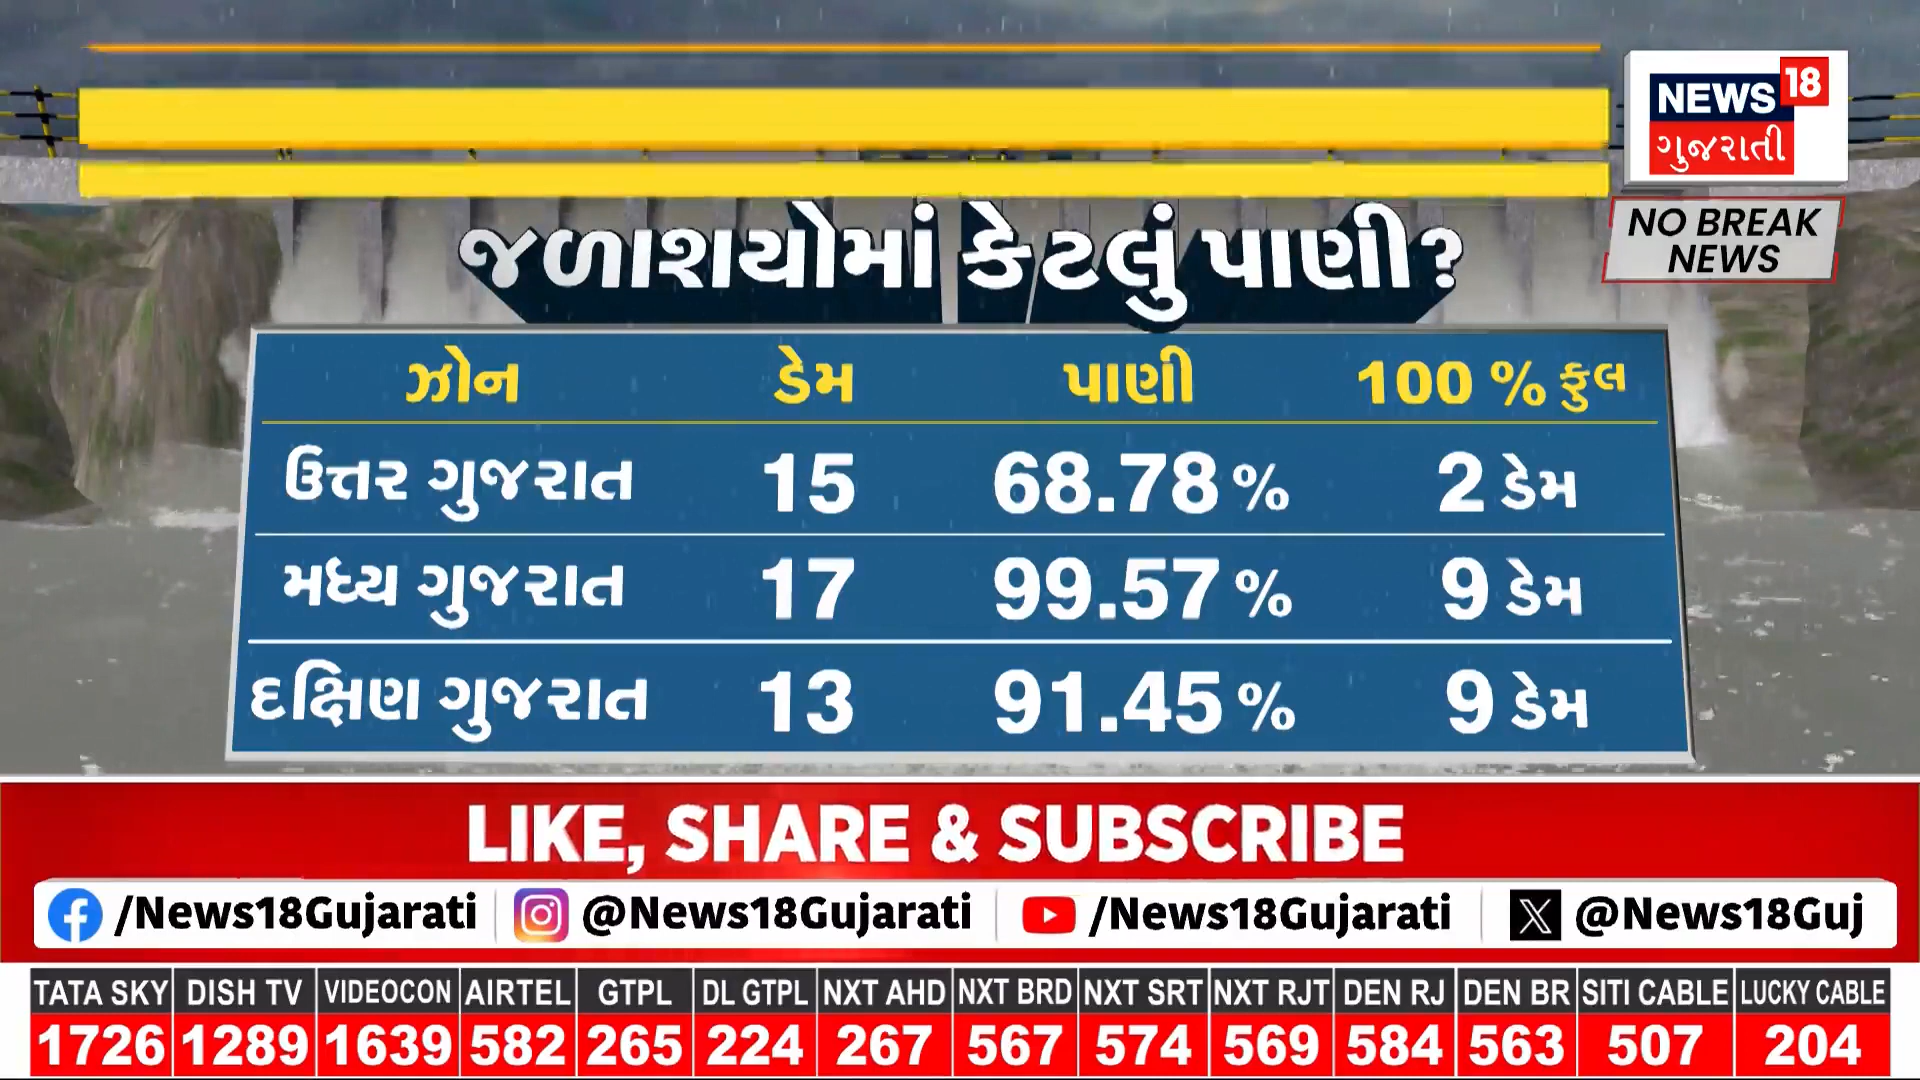 NEWS 18
ગુજરાતી
NO BREAK
NEWS
જળાશયોમાં કેટલું પાણી?
ઝોન ડેમ પાણી 100 % ફુલ
ઉત્તર ગુજરાત 15 68.78 % 2 ડેમ
મધ્ય ગુજરાત 17 99.57 % 9 ડેમ
દક્ષિણ ગુજરાત 13 91.45 % 9 ડેમ
LIKE, SHARE & SUBSCRIBE
/News18Gujarati @News18Gujarati /News18Gujarati @News18Guj
TATA SKY DISH TV VIDEOCON AIRTEL GTPL DL GTPL NXT AHD NXT BRD NXT SRT NXT RJT DEN RJ DEN BR SITI CABLE LUCKY CABLE
1726 1289 1639 582 265 224 267 567 574 569 584 563 507 204